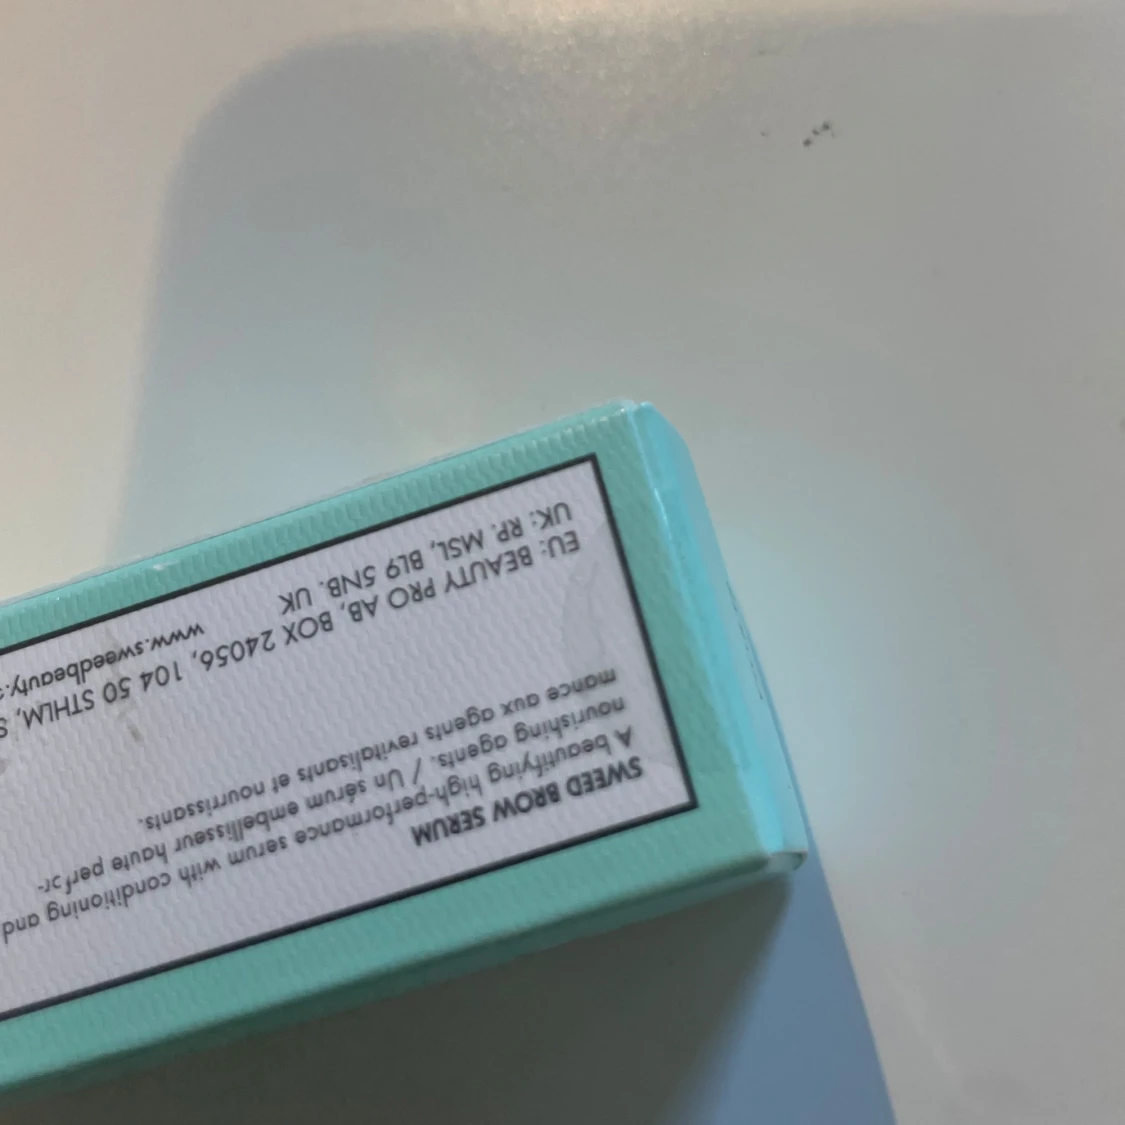 SWEED BROW SERUM
A beautifying high-performance serum with conditioning and
nourishing agents. / Un sérum embellisseur haute perfor-
mance aux agents revitalisants et nourrissants.
EU: BEAUTY PRO AB, BOX 24056, 104 50 STHLM, S
UK: RP. MSL, BL9 5NB. UK
www.sweedbeauty.